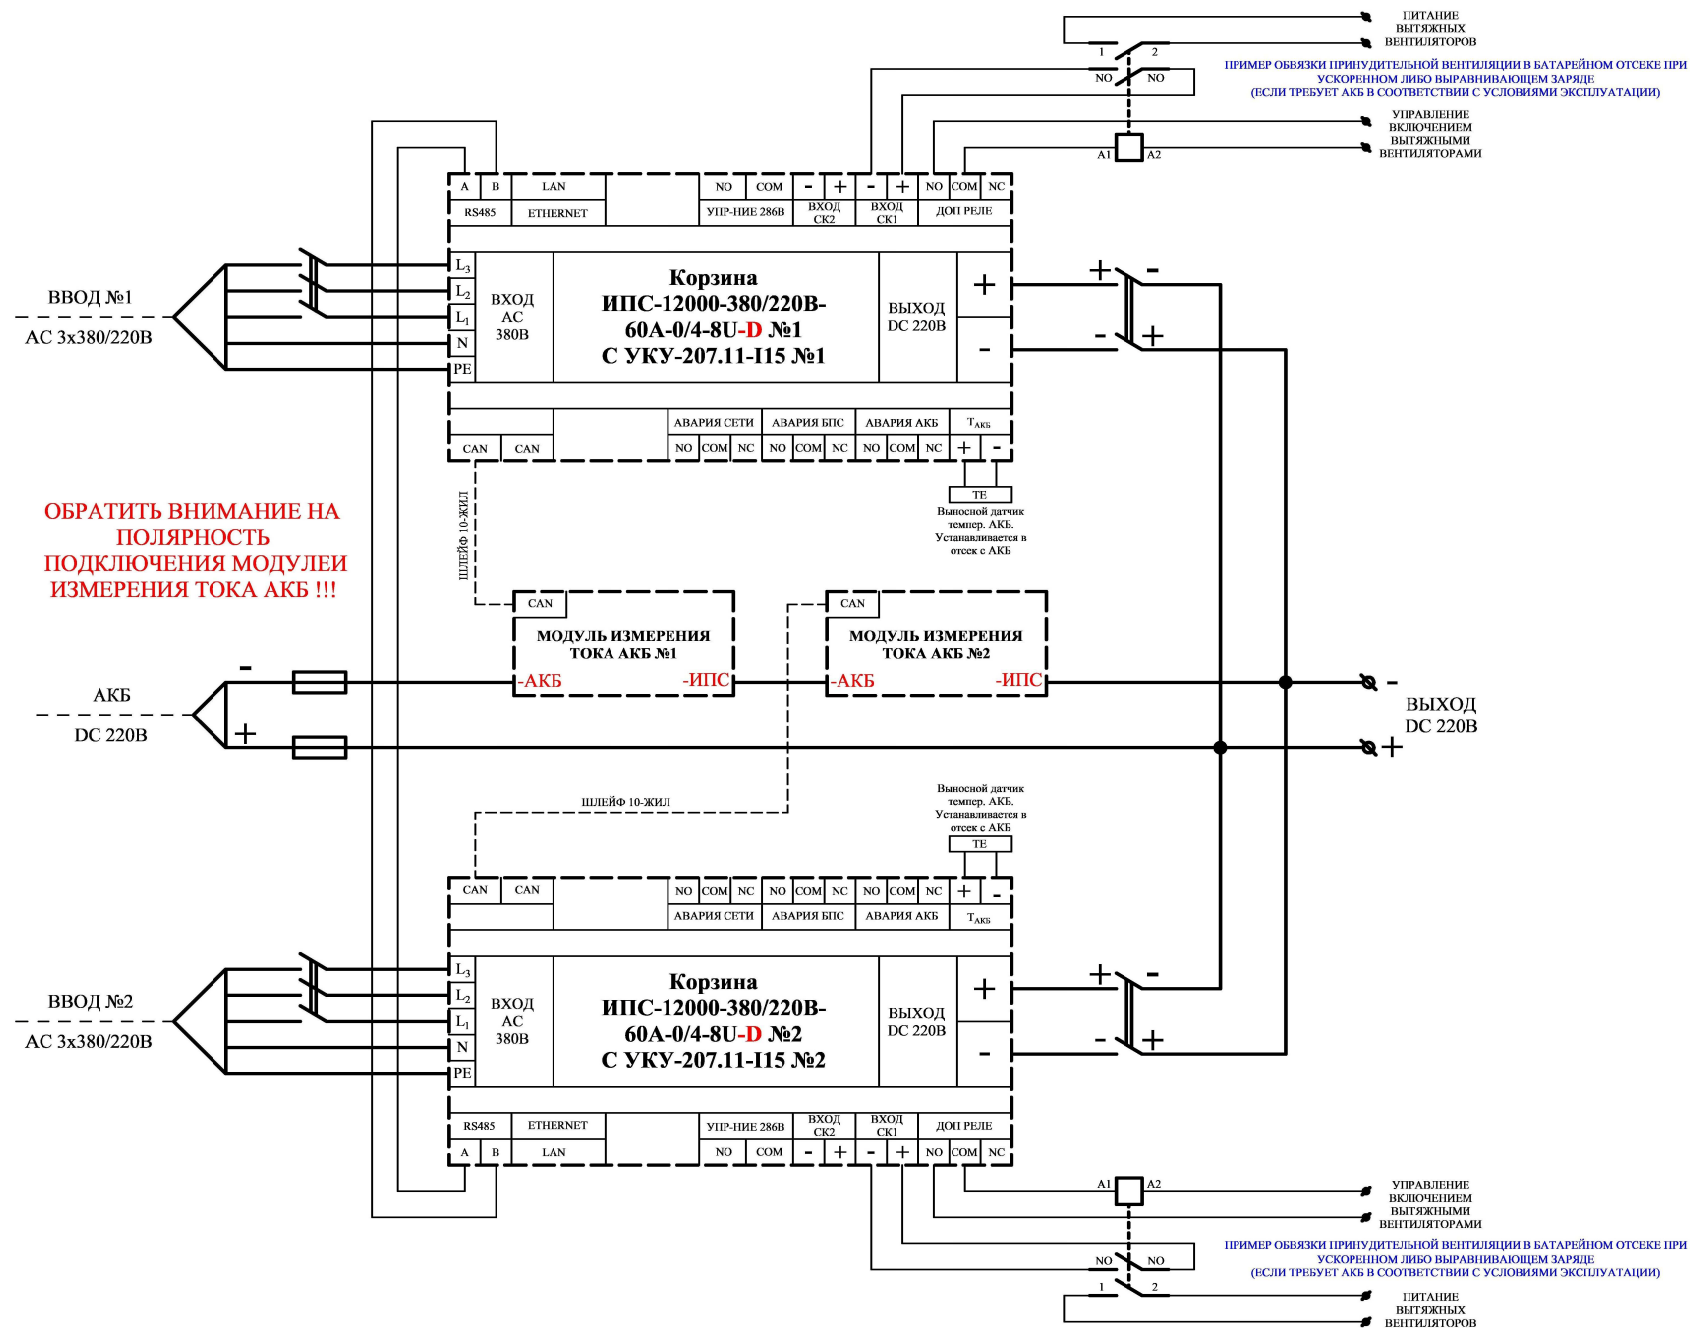 ПИТАНИЕ
ВЫТЯЖНЫХ
ВЕНТИЛЯТОРОВ
1 2
NO NO
ПРИМЕР ОБВЯЗКИ ПРИНУДИТЕЛЬНОЙ ВЕНТИЛЯЦИИ В БАТАРЕЙНОМ ОТСЕКЕ ПРИ
УСКОРЕННОМ ЛИБО ВЫРАВНИВАЮЩЕМ ЗАРЯДЕ
(ЕСЛИ ТРЕБУЕТ АКБ В СООТВЕТСТВИИ С УСЛОВИЯМИ ЭКСПЛУАТАЦИИ)
УПРАВЛЕНИЕ
ВКЛЮЧЕНИЕМ
ВЫТЯЖНЫМИ
ВЕНТИЛЯТОРАМИ
A1 A2
A B LAN NO COM - + - + NO COM NC
RS485 ETHERNET УПР-НИЕ 286В ВХОД СК2 ВХОД СК1 ДОП РЕЛЕ
ВВОД №1
АС 3х380/220В
L3
L2
L1
N
PE
ВХОД
АС
380В
Корзина
ИПС-12000-380/220В-
60А-0/4-8U-D №1
С УКУ-207.11-I15 №1
ВЫХОД
DC 220В
+
-
+ -
- +
АВАРИЯ СЕТИ АВАРИЯ БПС АВАРИЯ АКБ ТАКБ
CAN CAN NO COM NC NO COM NC NO COM NC + -
TE
Выносной датчик
темпер. АКБ.
Устанавливается в
отсек с АКБ
ШЛЕЙФ 10-ЖИЛ
ОБРАТИТЬ ВНИМАНИЕ НА
ПОЛЯРНОСТЬ
ПОДКЛЮЧЕНИЯ МОДУЛЕЙ
ИЗМЕРЕНИЯ ТОКА АКБ !!!
CAN
МОДУЛЬ ИЗМЕРЕНИЯ
ТОКА АКБ №1
-АКБ -ИПС
CAN
МОДУЛЬ ИЗМЕРЕНИЯ
ТОКА АКБ №2
-АКБ -ИПС
АКБ
DC 220В
-
+
-
ВЫХОД
DC 220В
+
ШЛЕЙФ 10-ЖИЛ
Выносной датчик
темпер. АКБ.
Устанавливается в
отсек с АКБ
TE
CAN CAN NO COM NC NO COM NC NO COM NC + -
АВАРИЯ СЕТИ АВАРИЯ БПС АВАРИЯ АКБ ТАКБ
ВВОД №2
АС 3х380/220В
L3
L2
L1
N
PE
ВХОД
АС
380В
Корзина
ИПС-12000-380/220В-
60А-0/4-8U-D №2
С УКУ-207.11-I15 №2
ВЫХОД
DC 220В
+
-
+ -
- +
RS485 ETHERNET УПР-НИЕ 286В ВХОД СК2 ВХОД СК1 ДОП РЕЛЕ
A B LAN NO COM - + - + NO COM NC
A1 A2
УПРАВЛЕНИЕ
ВКЛЮЧЕНИЕМ
ВЫТЯЖНЫМИ
ВЕНТИЛЯТОРАМИ
NO NO
ПРИМЕР ОБВЯЗКИ ПРИНУДИТЕЛЬНОЙ ВЕНТИЛЯЦИИ В БАТАРЕЙНОМ ОТСЕКЕ ПРИ
УСКОРЕННОМ ЛИБО ВЫРАВНИВАЮЩЕМ ЗАРЯДЕ
(ЕСЛИ ТРЕБУЕТ АКБ В СООТВЕТСТВИИ С УСЛОВИЯМИ ЭКСПЛУАТАЦИИ)
1 2
ПИТАНИЕ
ВЫТЯЖНЫХ
ВЕНТИЛЯТОРОВ